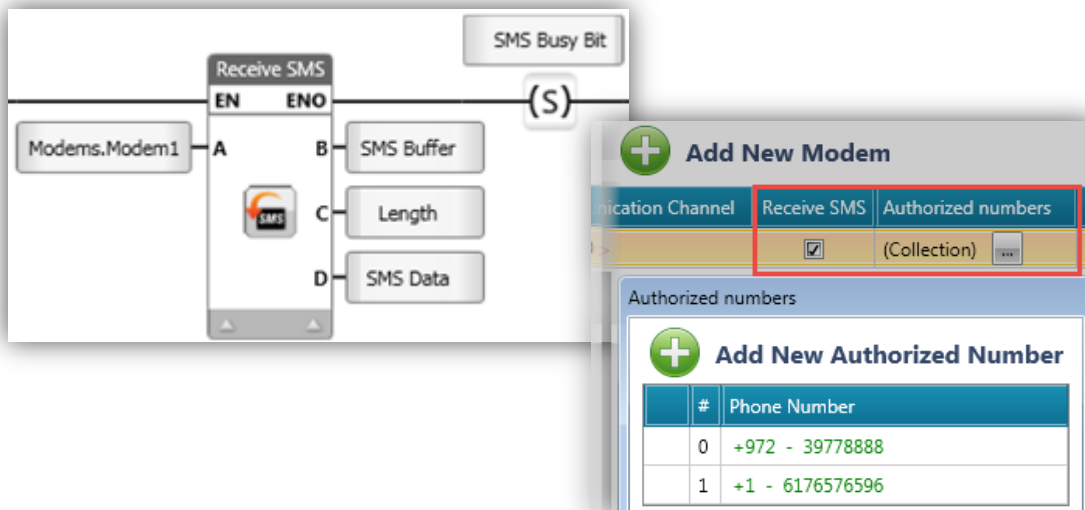 SMS Busy Bit
Receive SMS
EN ENO
(S)
Modems.Modem1 A B SMS Buffer
SMS
C Length
D SMS Data
Add New Modem
nication Channel Receive SMS Authorized numbers
(Collection) ...
Authorized numbers
Add New Authorized Number
# Phone Number
0 +972 - 39778888
1 +1 - 6176576596